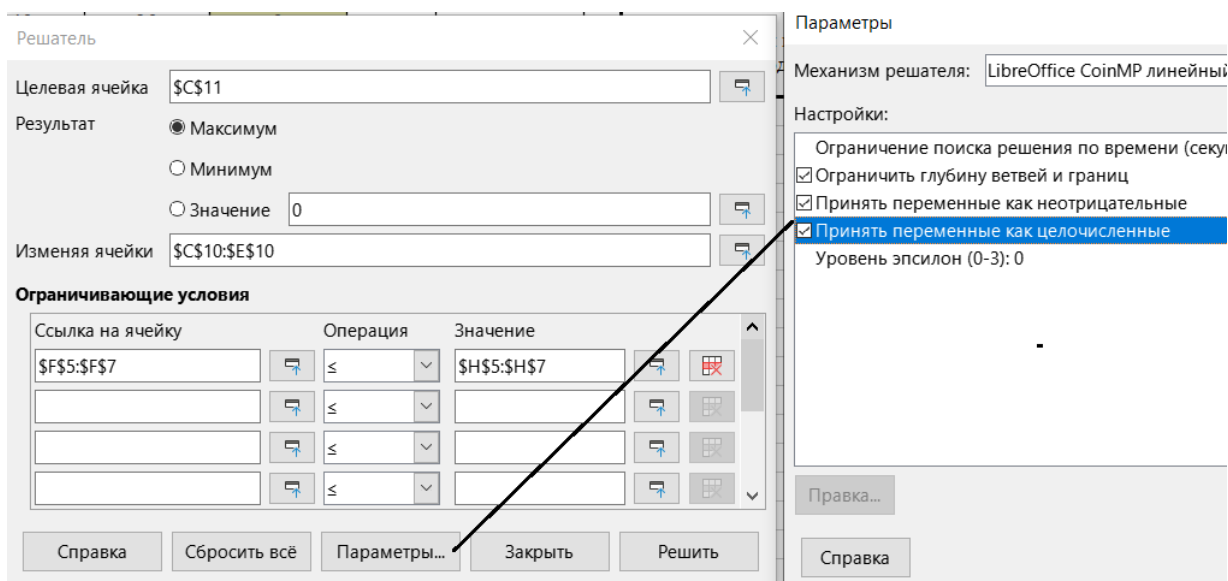 Решатель
Целевая ячейка $C$11
Результат Максимум
Минимум
Значение 0
Изменяя ячейки $C$10:$E$10
Ограничивающие условия
Ссылка на ячейку Операция Значение
$F$5:$F$7 ≤ $H$5:$H$7
≤
≤
≤
Справка Сбросить всё Параметры... Закрыть Решить
Параметры
Механизм решателя: LibreOffice CoinMP линейный
Настройки:
Ограничение поиска решения по времени (секу
Ограничить глубину ветвей и границ
Принять переменные как неотрицательные
Принять переменные как целочисленные
Уровень эпсилон (0-3): 0
Правка...
Справка